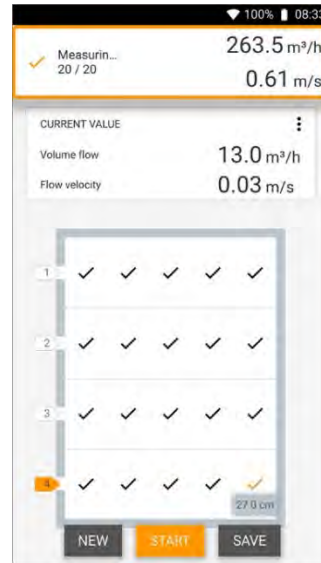 100% 08:33
Measurin... 263.5 m³/h
20 / 20 0.61 m/s
CURRENT VALUE
Volume flow 13.0 m³/h
Flow velocity 0.03 m/s
1
2
3
4
27.0 cm
NEW START SAVE